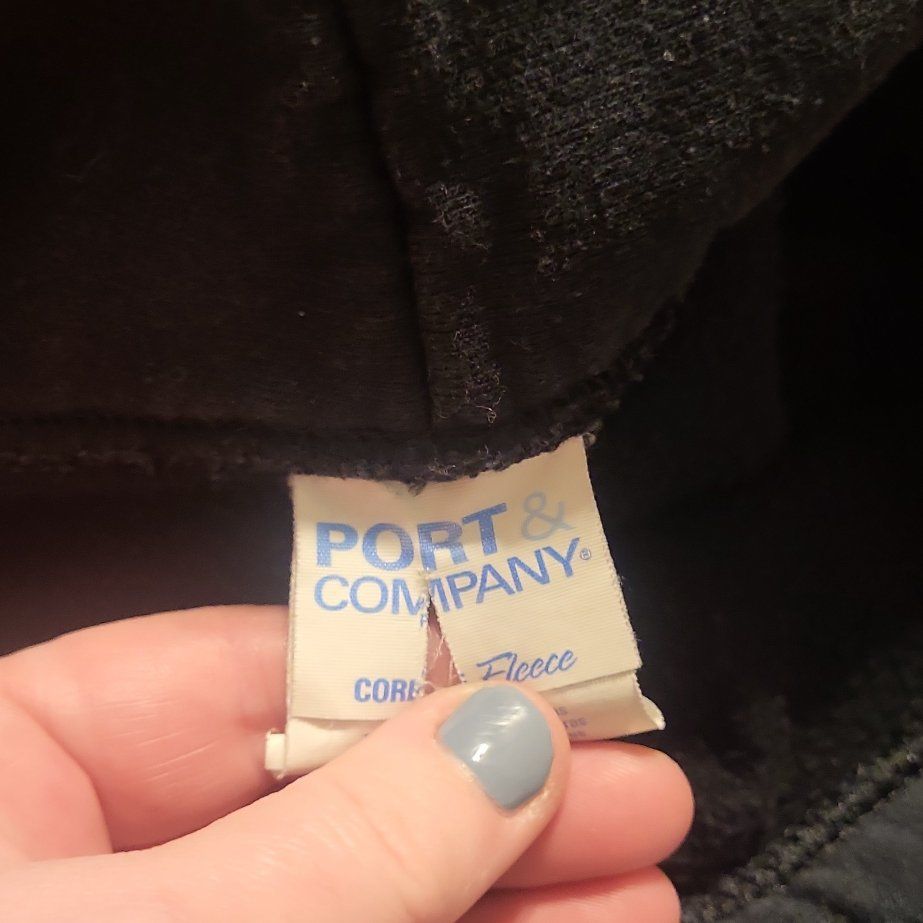 PORT &
COMPANY®
CORE Fleece